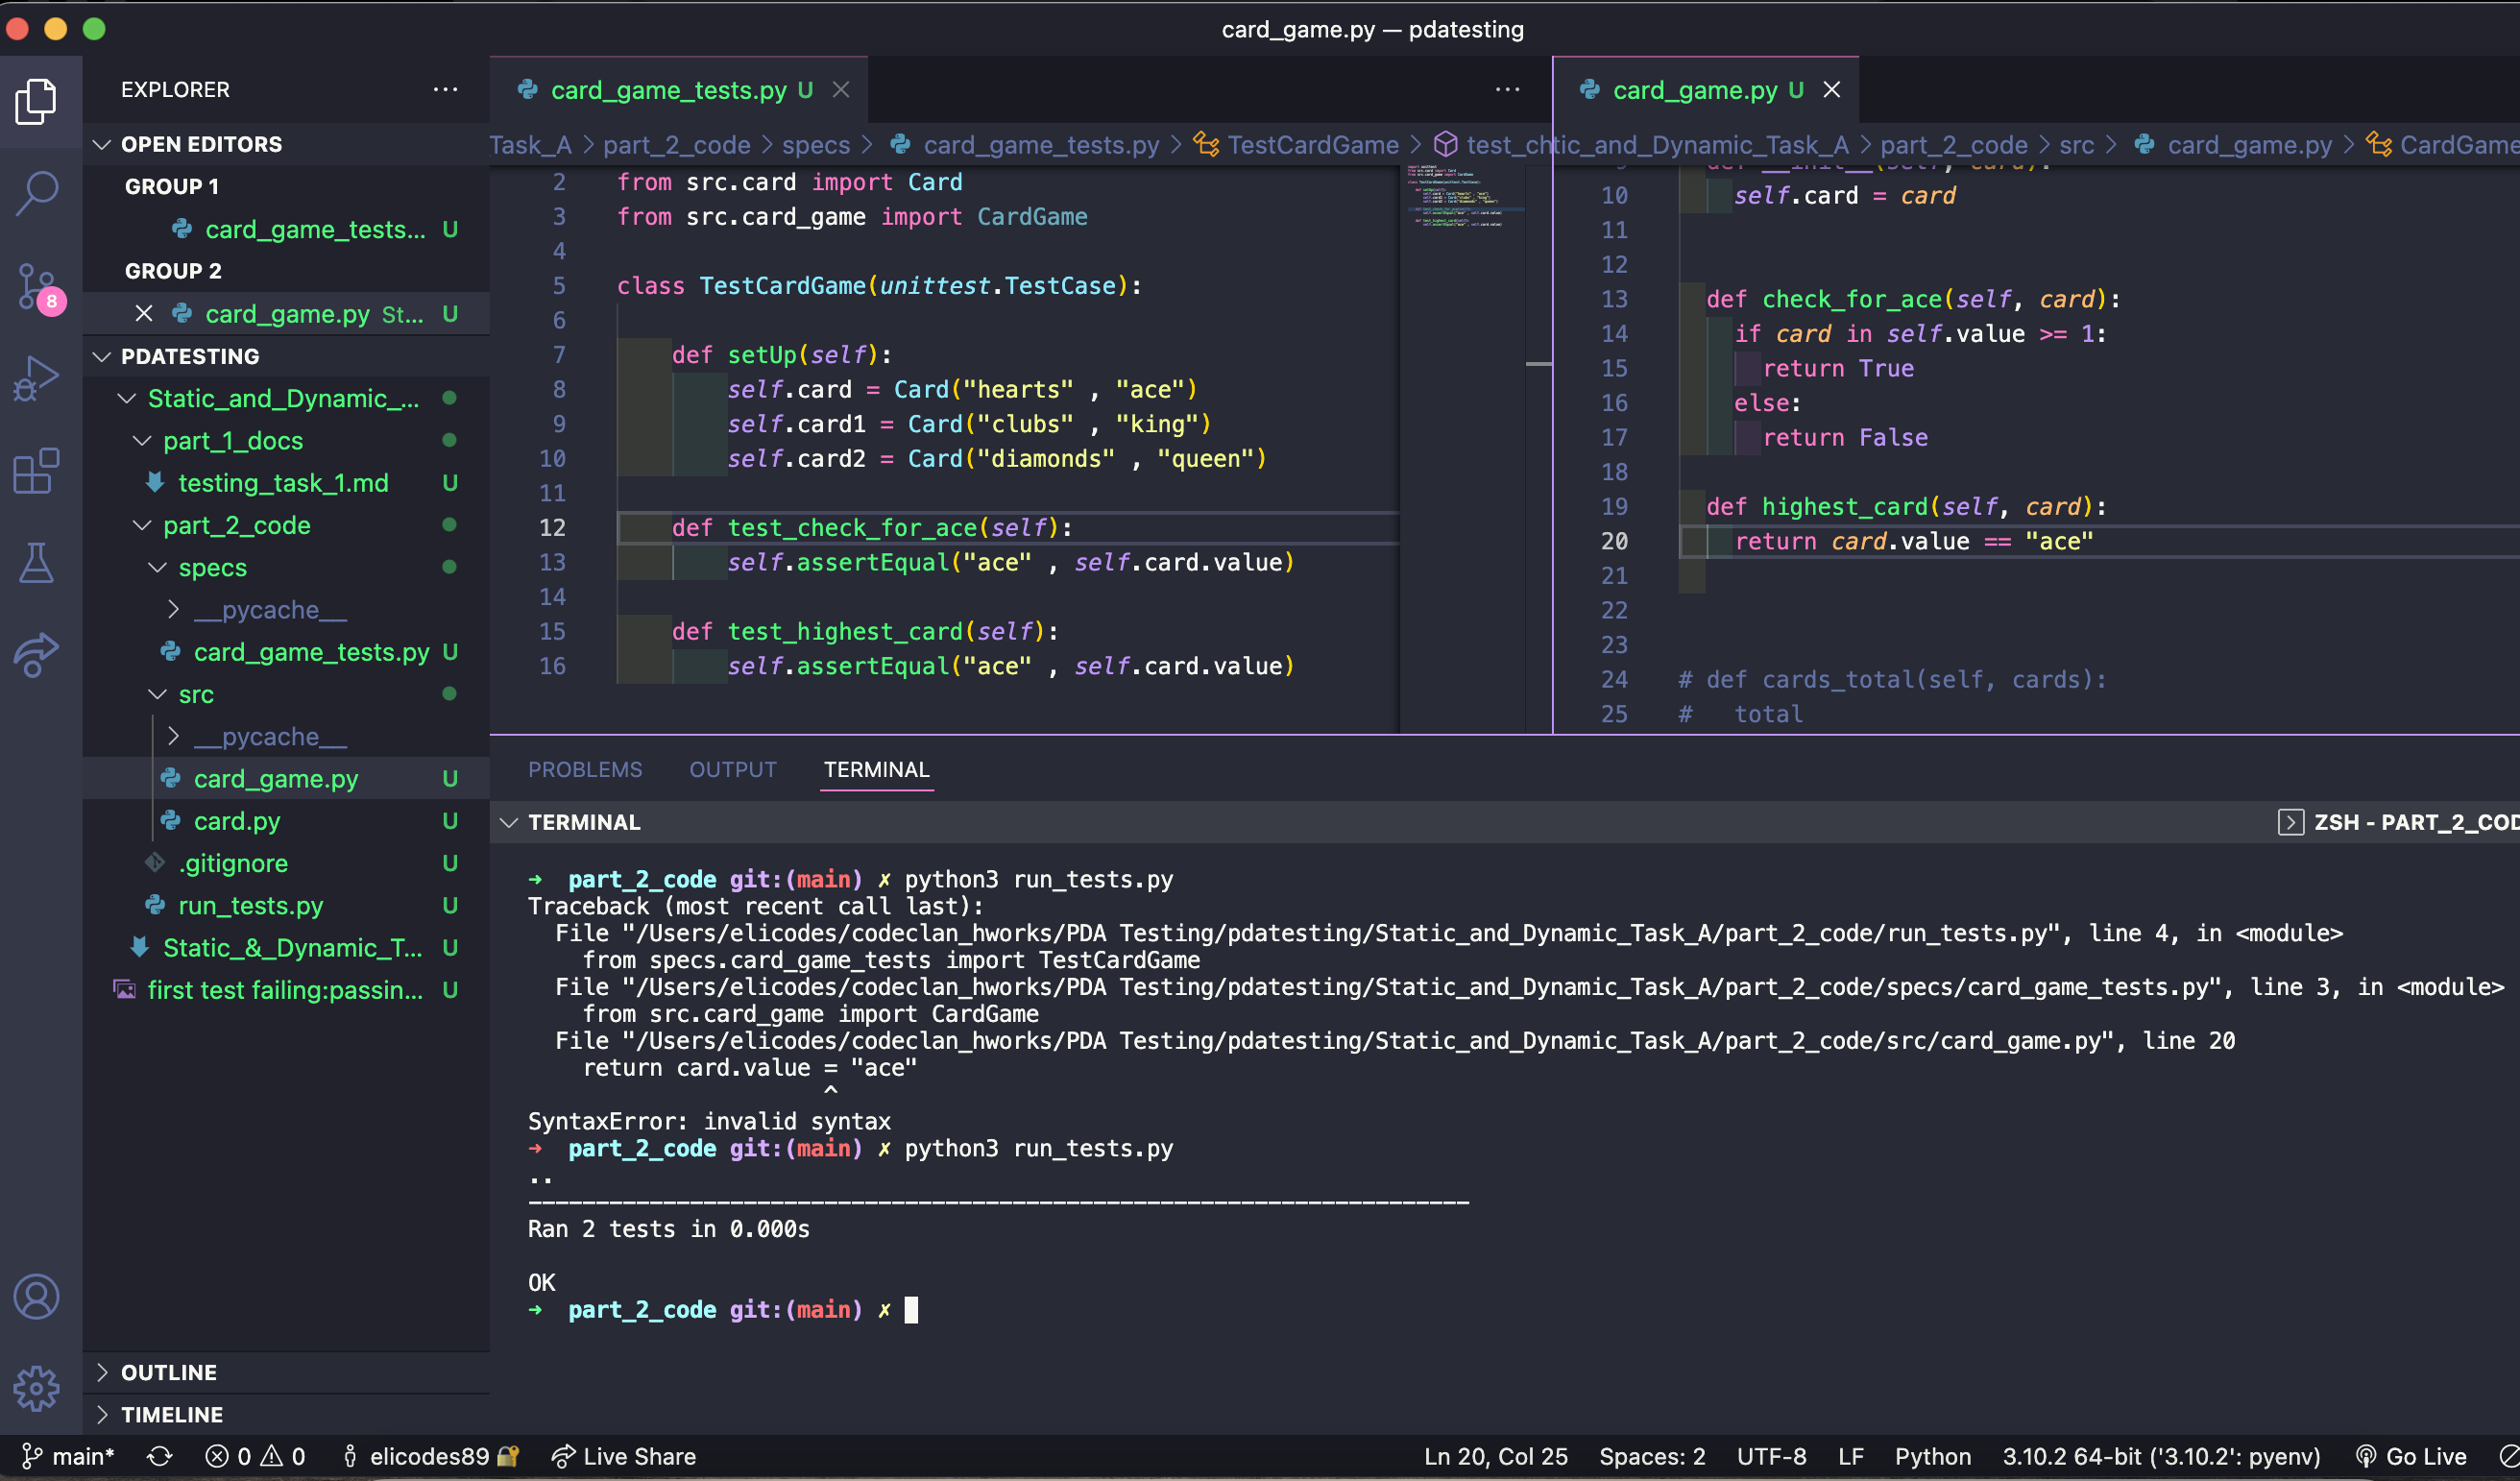 card_game.py — pdatesting
EXPLORER
OPEN EDITORS
GROUP 1
card_game_tests... U
GROUP 2
card_game.py St... U
8
PDATESTING
Static_and_Dynamic_...
part_1_docs
testing_task_1.md U
part_2_code
specs
__pycache__
card_game_tests.py U
src
__pycache__
card_game.py U
card.py U
.gitignore U
run_tests.py U
Static_&_Dynamic_T... U
first test failing:passin... U
OUTLINE
TIMELINE
card_game_tests.py U
Task_A > part_2_code > specs > card_game_tests.py > TestCardGame > test_ch
2 from src.card import Card
3 from src.card_game import CardGame
4
5 class TestCardGame(unittest.TestCase):
6
7 def setUp(self):
8 self.card = Card("hearts" , "ace")
9 self.card1 = Card("clubs" , "king")
10 self.card2 = Card("diamonds" , "queen")
11
12 def test_check_for_ace(self):
13 self.assertEqual("ace" , self.card.value)
14
15 def test_highest_card(self):
16 self.assertEqual("ace" , self.card.value)
card_game.py U
tic_and_Dynamic_Task_A > part_2_code > src > card_game.py > CardGame
9 def __init__(self, card):
10 self.card = card
11
12
13 def check_for_ace(self, card):
14 if card in self.value >= 1:
15 return True
16 else:
17 return False
18
19 def highest_card(self, card):
20 return card.value == "ace"
21
22
23
24 # def cards_total(self, cards):
25 # total
PROBLEMS OUTPUT TERMINAL
TERMINAL
ZSH - PART_2_COD
➜ part_2_code git:(main) ✗ python3 run_tests.py
Traceback (most recent call last):
File "/Users/elicodes/codeclan_hworks/PDA Testing/pdatesting/Static_and_Dynamic_Task_A/part_2_code/run_tests.py", line 4, in <module>
from specs.card_game_tests import TestCardGame
File "/Users/elicodes/codeclan_hworks/PDA Testing/pdatesting/Static_and_Dynamic_Task_A/part_2_code/specs/card_game_tests.py", line 3, in <module>
from src.card_game import CardGame
File "/Users/elicodes/codeclan_hworks/PDA Testing/pdatesting/Static_and_Dynamic_Task_A/part_2_code/src/card_game.py", line 20
return card.value = "ace"
^
SyntaxError: invalid syntax
➜ part_2_code git:(main) ✗ python3 run_tests.py
..
----------------------------------------------------------------------
Ran 2 tests in 0.000s
OK
➜ part_2_code git:(main) ✗
main* 0 0 elicodes89 Live Share Ln 20, Col 25 Spaces: 2 UTF-8 LF Python 3.10.2 64-bit ('3.10.2': pyenv) Go Live